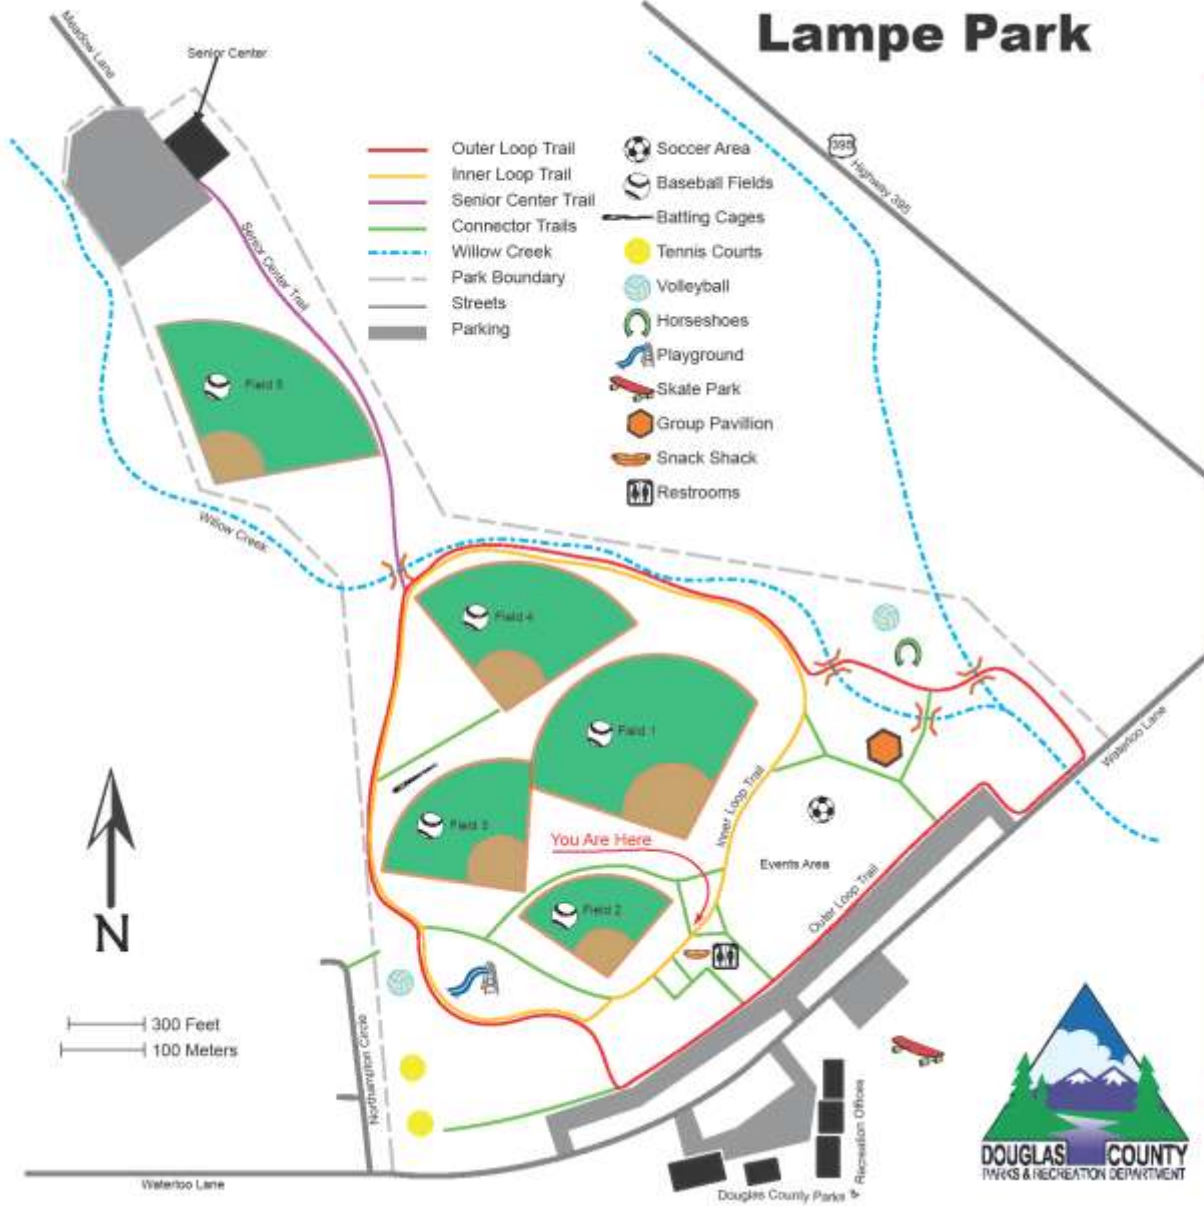 Lampe Park
Meadow Lane
Senior Center
395
Highway 395
Outer Loop Trail
Inner Loop Trail
Senior Center Trail
Connector Trails
Willow Creek
Park Boundary
Streets
Parking
Soccer Area
Baseball Fields
Batting Cages
Tennis Courts
Volleyball
Horseshoes
Playground
Skate Park
Group Pavillion
Snack Shack
Restrooms
Senior Center Trail
Field 5
Willow Creek
Field 4
Field 1
Waterloo Lane
Inner Loop Trail
Field 3
You Are Here
Events Area
Outer Loop Trail
Field 2
N
300 Feet
100 Meters
Northampton Circle
Waterloo Lane
Douglas County Parks &
Recreation Offices
DOUGLAS COUNTY
PARKS & RECREATION DEPARTMENT